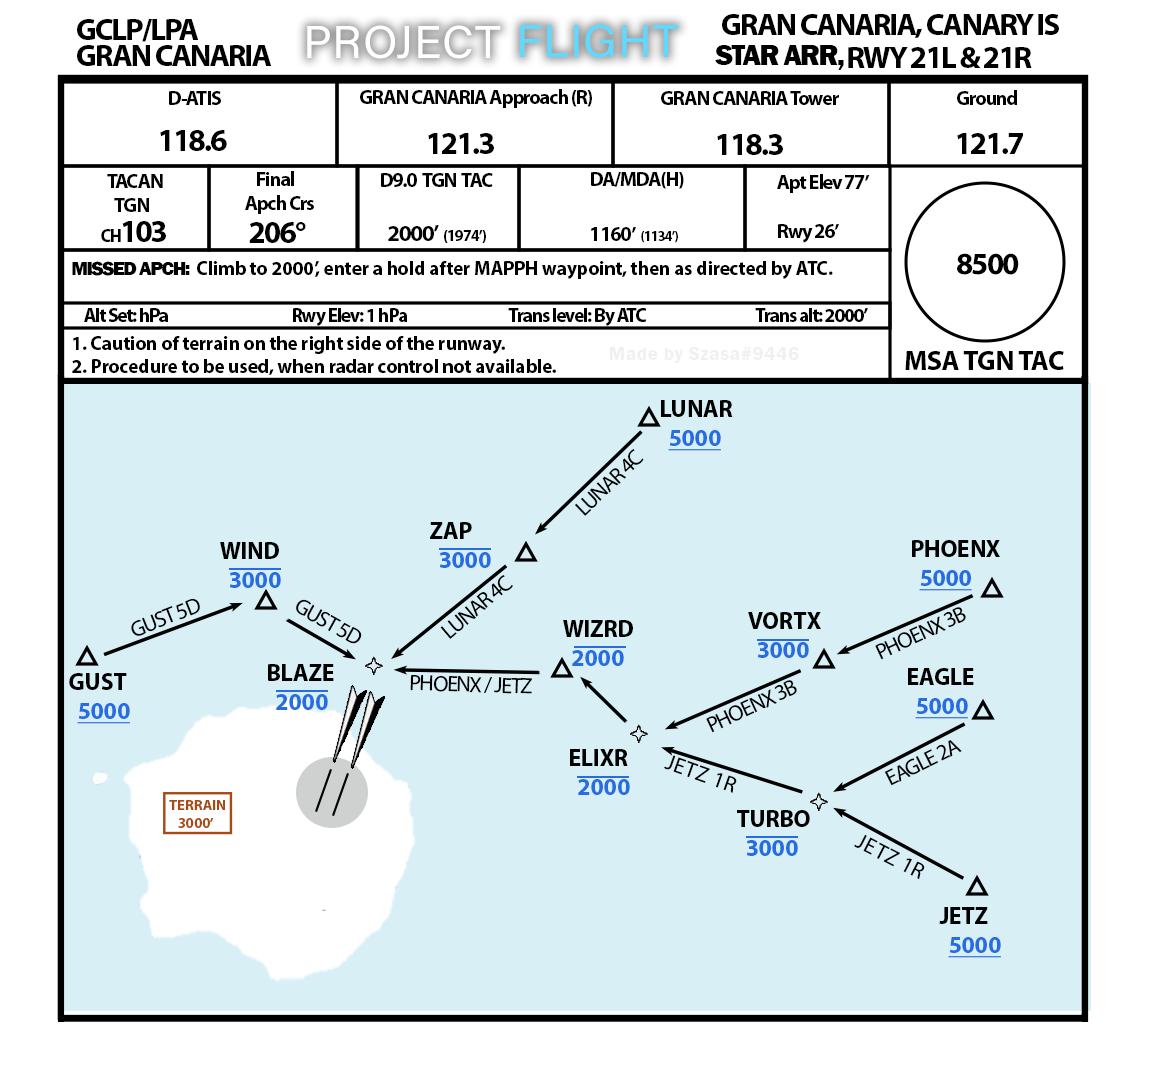 GCLP/LPA
GRAN CANARIA
PROJECT FLIGHT
GRAN CANARIA, CANARY IS
STAR ARR, RWY 21L & 21R
D-ATIS
118.6
GRAN CANARIA Approach (R)
121.3
GRAN CANARIA Tower
118.3
Ground
121.7
TACAN
TGN
CH103
Final
Apch Crs
206°
D9.0 TGN TAC
2000' (1974')
DA/MDA(H)
1160' (1134')
Apt Elev 77'
Rwy 26'
8500
MSA TGN TAC
MISSED APCH: Climb to 2000', enter a hold after MAPPH waypoint, then as directed by ATC.
Alt Set: hPa
Rwy Elev: 1 hPa
Trans level: By ATC
Trans alt: 2000'
1. Caution of terrain on the right side of the runway.
2. Procedure to be used, when radar control not available.
Made by Szasa#9446
LUNAR
5000
LUNAR 4C
ZAP
3000
LUNAR 4C
WIND
3000
GUST 5D
GUST 5D
GUST
5000
BLAZE
2000
PHOENX / JETZ
WIZRD
2000
PHOENX
5000
PHOENX 3B
VORTX
3000
PHOENX 3B
EAGLE
5000
EAGLE 2A
ELIXR
2000
JETZ 1R
TURBO
3000
JETZ 1R
JETZ
5000
TERRAIN
3000'